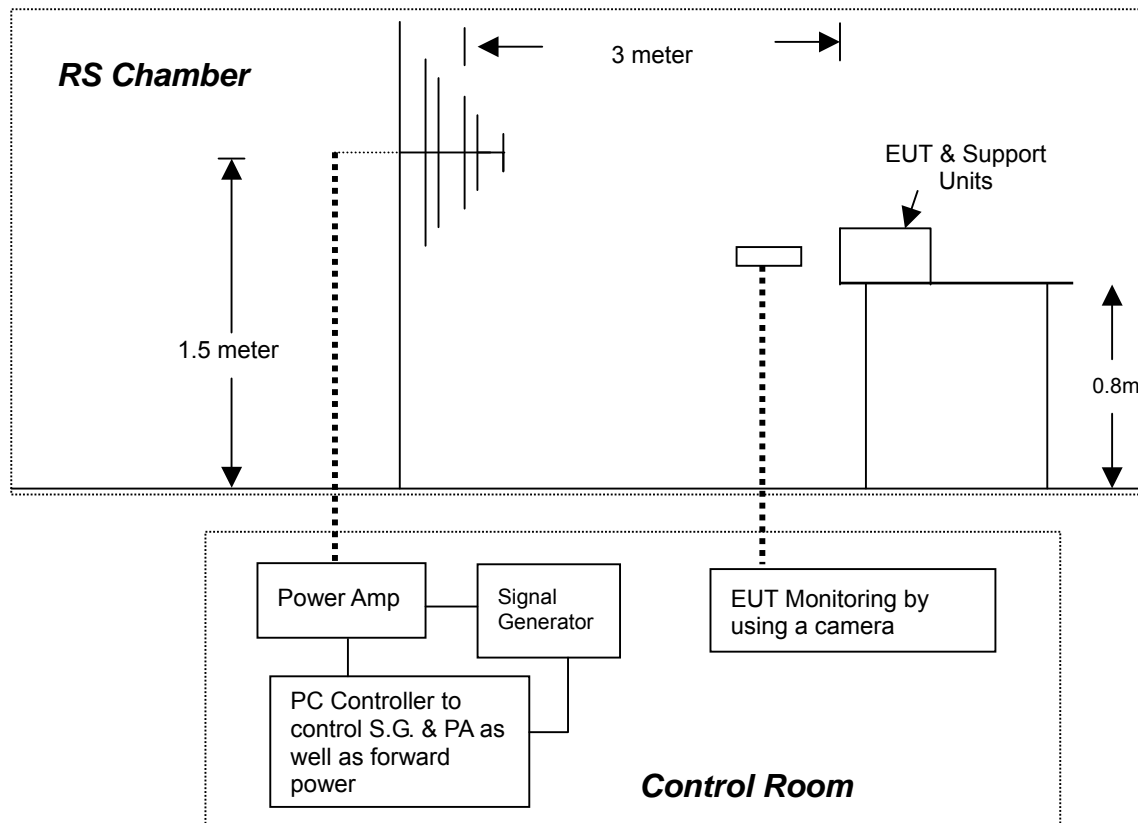 3 meter
RS Chamber
EUT & Support
Units
1.5 meter
0.8m
Power Amp
Signal
Generator
EUT Monitoring by
using a camera
PC Controller to
control S.G. & PA as
well as forward
power
Control Room